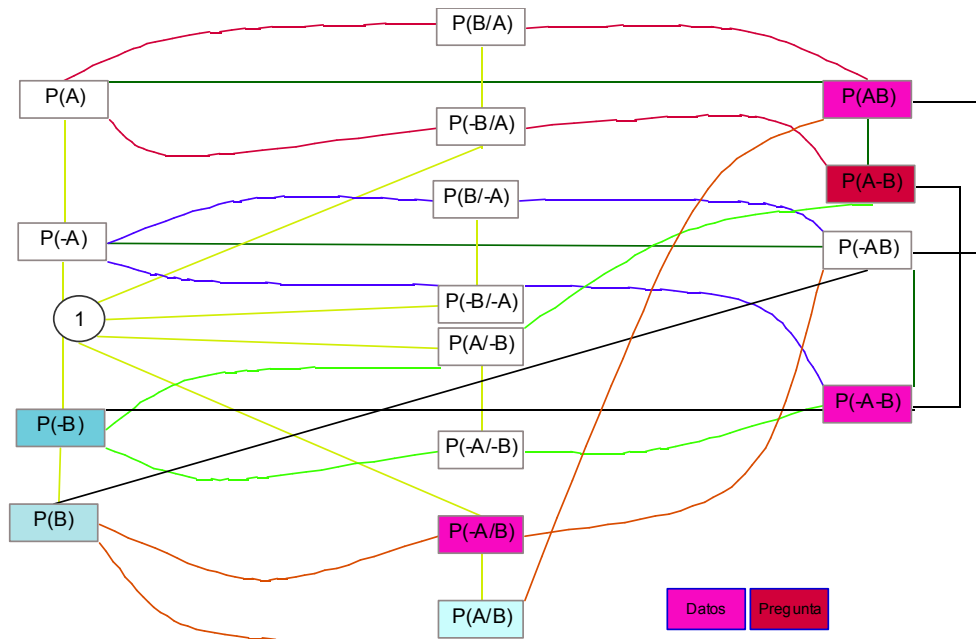 P(B/A)
P(A)
P(AB)
P(-B/A)
P(A-B)
P(B/-A)
P(-A)
P(-AB)
P(-B/-A)
1
P(A/-B)
P(-A-B)
P(-B)
P(-A/-B)
P(B)
P(-A/B)
P(A/B)
Datos
Pregunta